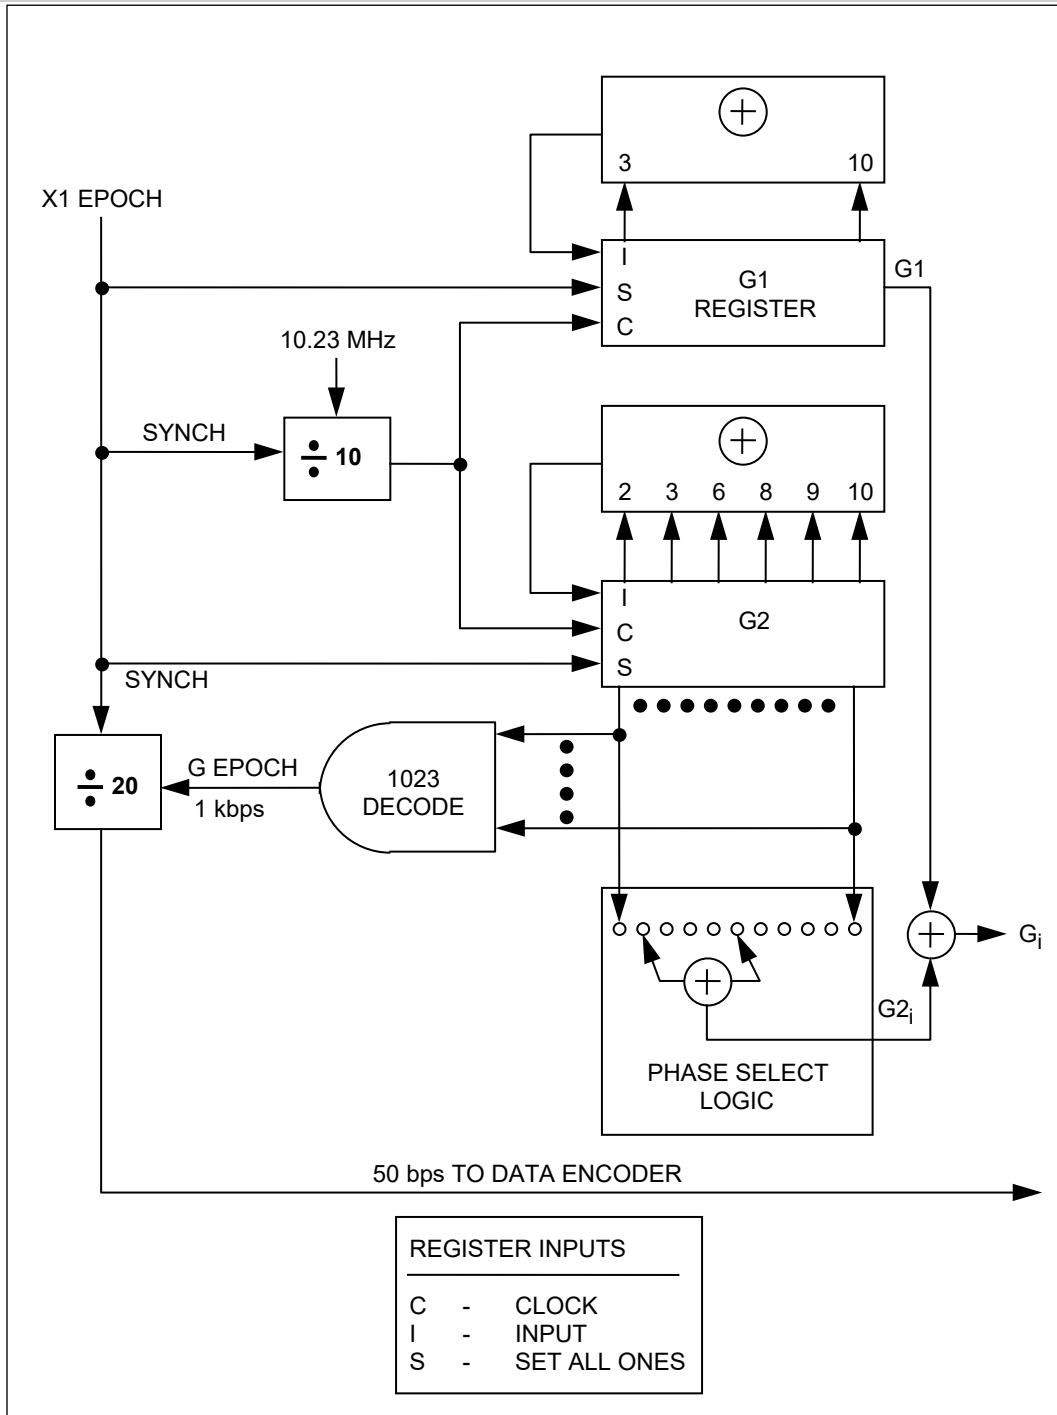 3 10
X1 EPOCH
I
S
C
G1
REGISTER
G1
10.23 MHz
SYNCH
÷ 10
2 3 6 8 9 10
I
C
S
G2
SYNCH
÷ 20
G EPOCH
1 kbps
1023
DECODE
Gi
G2i
PHASE SELECT
LOGIC
50 bps TO DATA ENCODER
REGISTER INPUTS
C - CLOCK
I - INPUT
S - SET ALL ONES